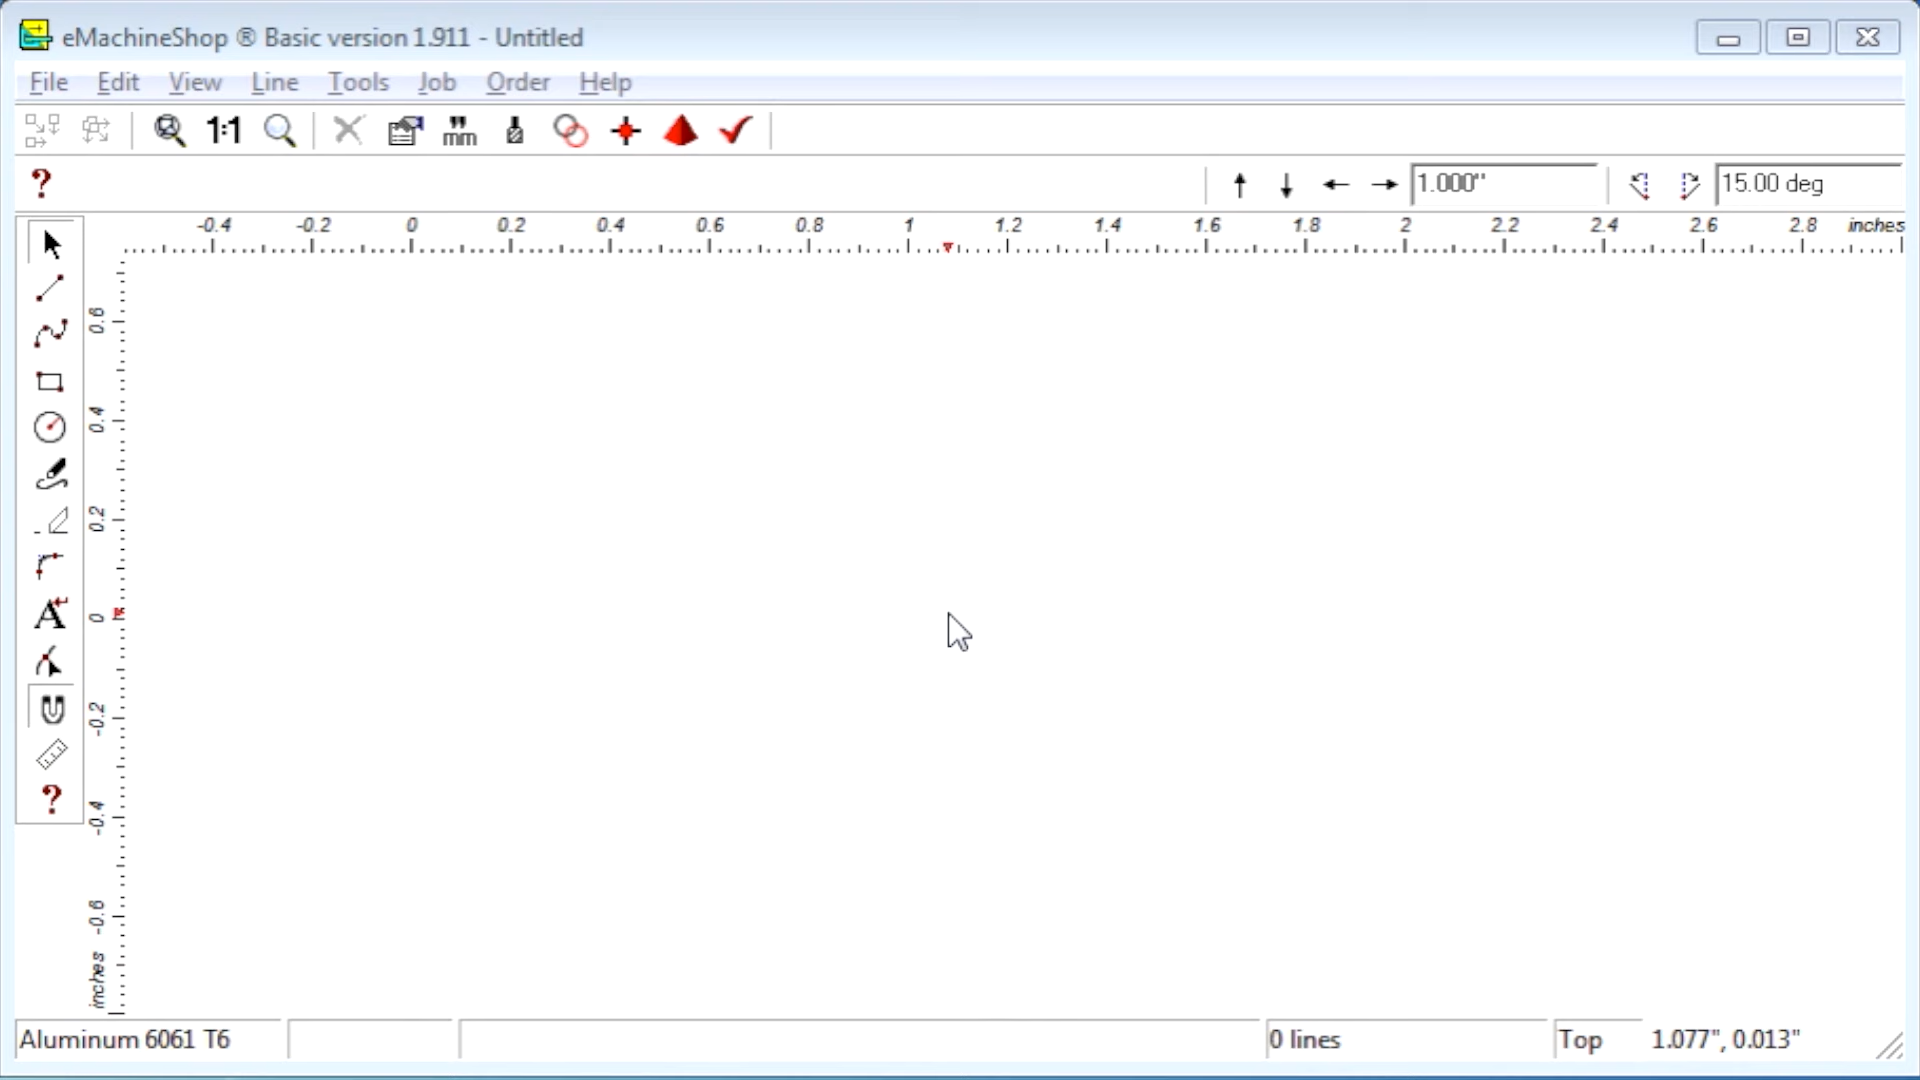 eMachineShop ® Basic version 1.911 - Untitled
File Edit View Line Tools Job Order Help
1:1 " mm
? 1.000" 15.00 deg
-0.4 -0.2 0 0.2 0.4 0.6 0.8 1 1.2 1.4 1.6 1.8 2 2.2 2.4 2.6 2.8 inches
0.6
0.4
0.2
0
-0.2
-0.4
-0.6
inches
A
?
Aluminum 6061 T6 0 lines Top 1.077", 0.013"